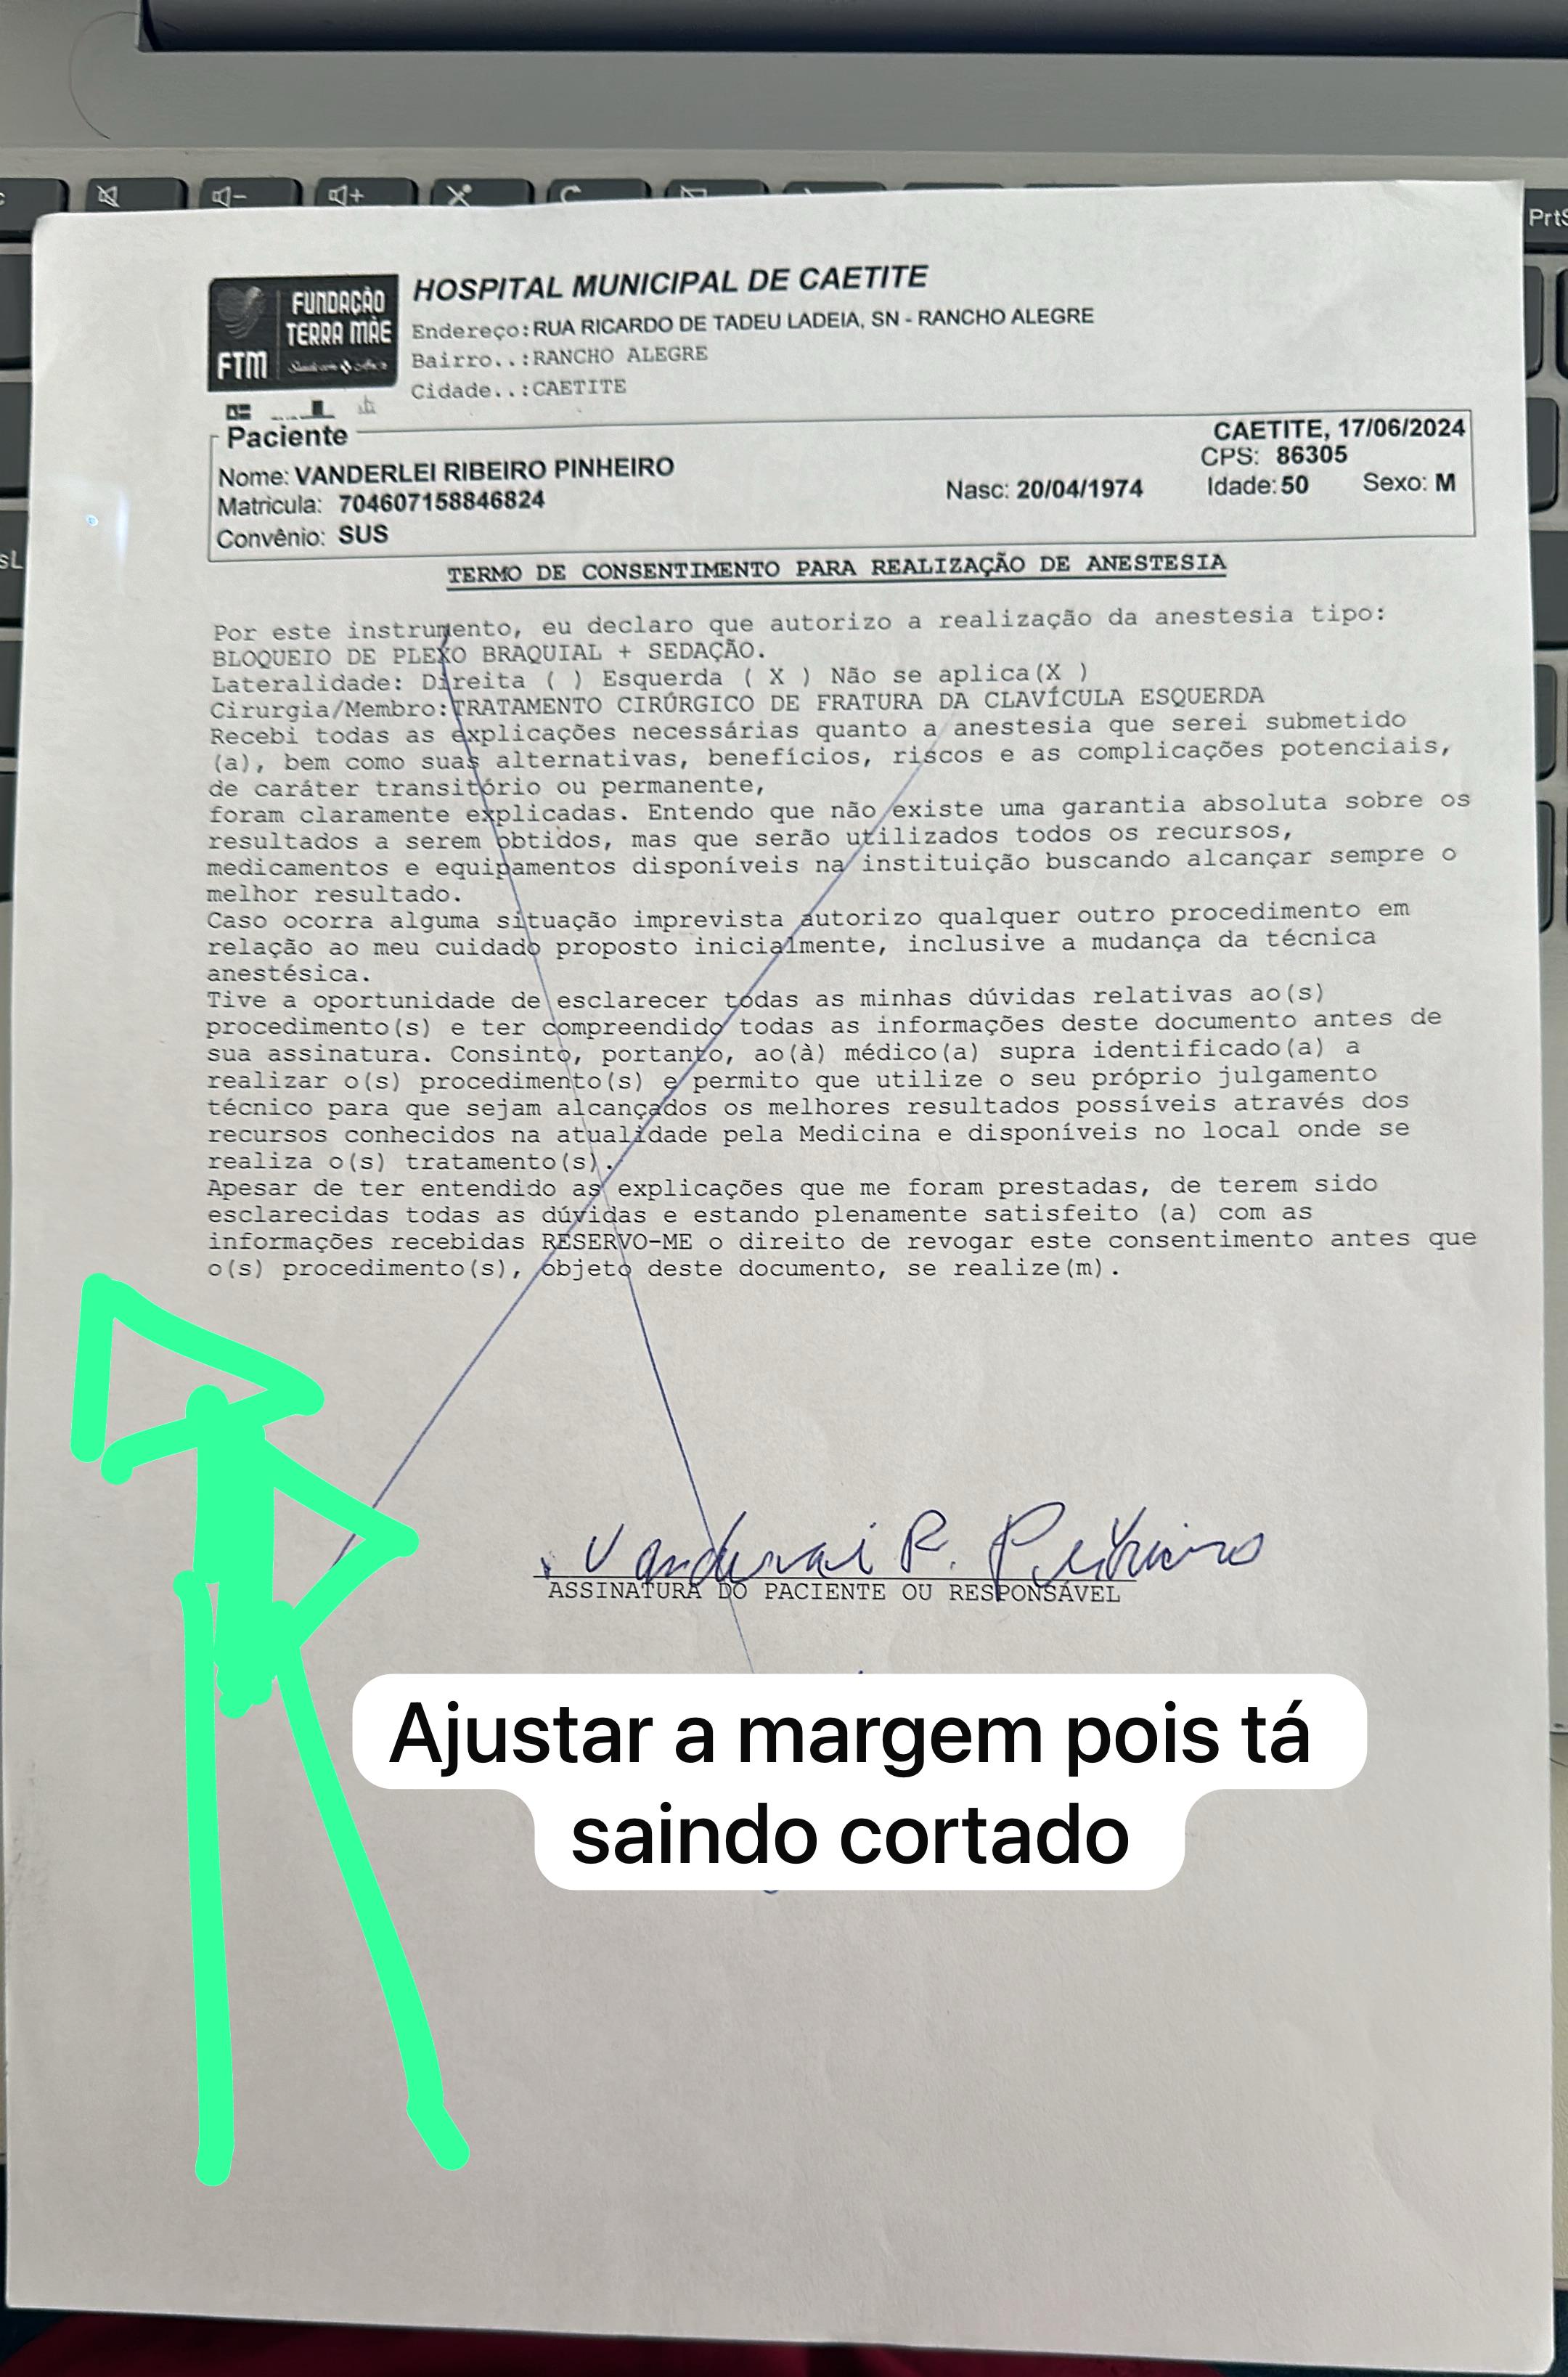 PrtS
FUNDAÇÃO
TERRA MÃE
FTM
HOSPITAL MUNICIPAL DE CAETITE
Endereço:RUA RICARDO DE TADEU LADEIA, SN - RANCHO ALEGRE
Bairro..:RANCHO ALEGRE
Cidade..:CAETITE
Paciente
CAETITE, 17/06/2024
CPS: 86305
Nome: VANDERLEI RIBEIRO PINHEIRO
Matricula: 704607158846824
Nasc: 20/04/1974 Idade: 50 Sexo: M
Convênio: SUS
TERMO DE CONSENTIMENTO PARA REALIZAÇÃO DE ANESTESIA
Por este instrumento, eu declaro que autorizo a realização da anestesia tipo:
BLOQUEIO DE PLEXO BRAQUIAL + SEDAÇÃO.
Lateralidade: Direita ( ) Esquerda ( X ) Não se aplica(X )
Cirurgia/Membro:TRATAMENTO CIRÚRGICO DE FRATURA DA CLAVÍCULA ESQUERDA
Recebi todas as explicações necessárias quanto a anestesia que serei submetido
(a), bem como suas alternativas, benefícios, riscos e as complicações potenciais,
de caráter transitório ou permanente,
foram claramente explicadas. Entendo que não existe uma garantia absoluta sobre os
resultados a serem obtidos, mas que serão utilizados todos os recursos,
medicamentos e equipamentos disponíveis na instituição buscando alcançar sempre o
melhor resultado.
Caso ocorra alguma situação imprevista autorizo qualquer outro procedimento em
relação ao meu cuidado proposto inicialmente, inclusive a mudança da técnica
anestésica.
Tive a oportunidade de esclarecer todas as minhas dúvidas relativas ao(s)
procedimento(s) e ter compreendido todas as informações deste documento antes de
sua assinatura. Consinto, portanto, ao(à) médico(a) supra identificado(a) a
realizar o(s) procedimento(s) e permito que utilize o seu próprio julgamento
técnico para que sejam alcançados os melhores resultados possíveis através dos
recursos conhecidos na atualidade pela Medicina e disponíveis no local onde se
realiza o(s) tratamento(s).
Apesar de ter entendido as explicações que me foram prestadas, de terem sido
esclarecidas todas as dúvidas e estando plenamente satisfeito (a) com as
informações recebidas RESERVO-ME o direito de revogar este consentimento antes que
o(s) procedimento(s), objeto deste documento, se realize(m).
ASSINATURA DO PACIENTE OU RESPONSÁVEL
Ajustar a margem pois tá
saindo cortado